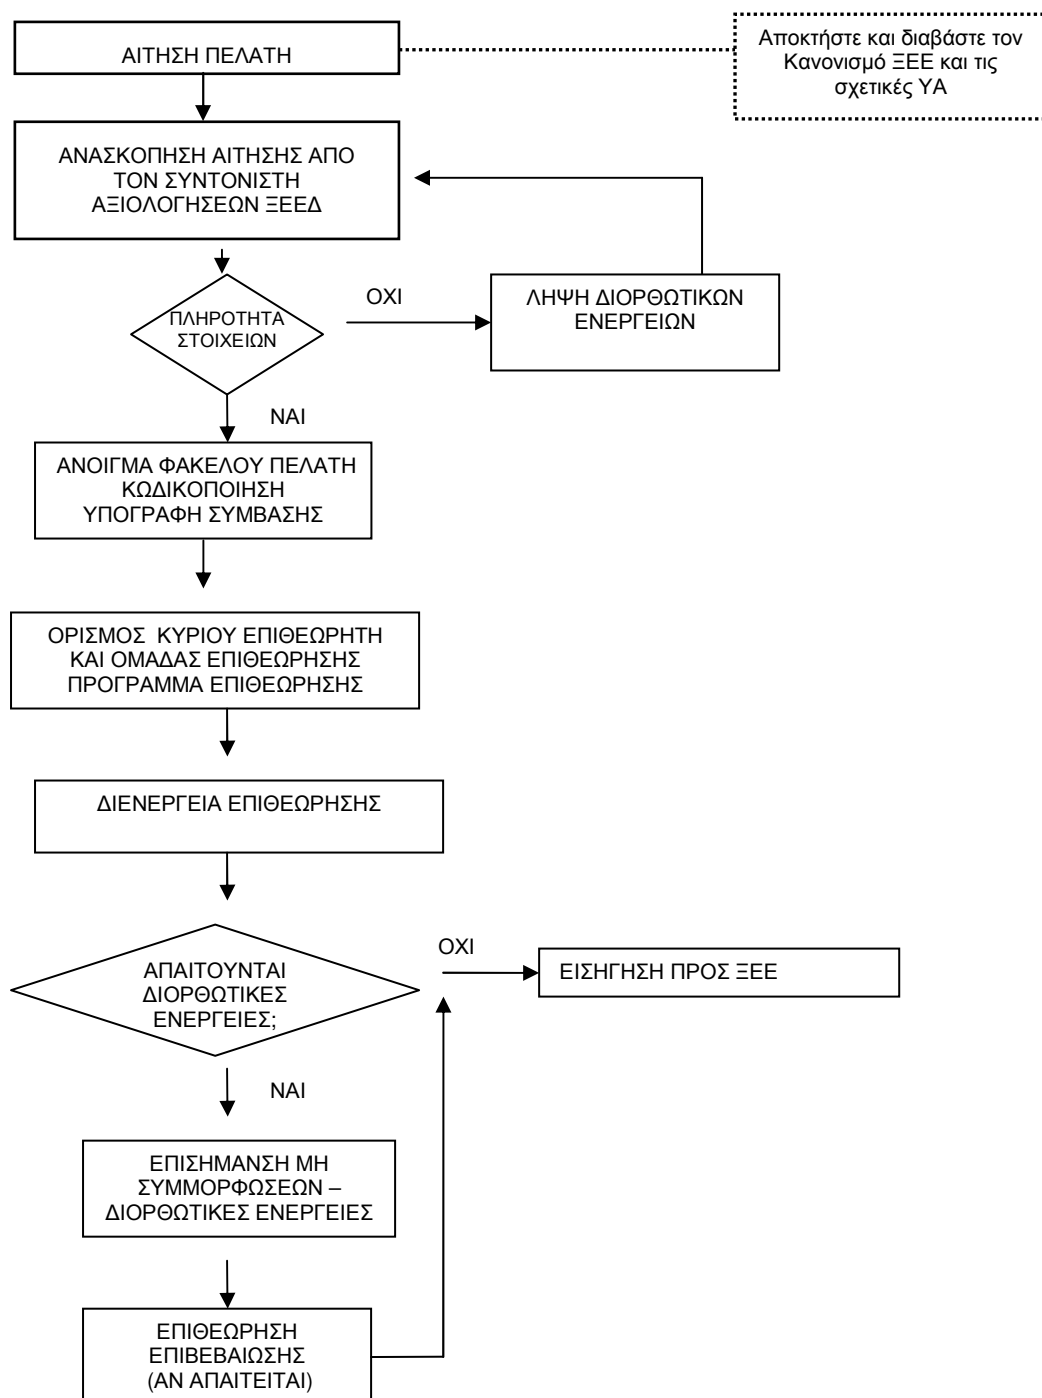 ΑΙΤΗΣΗ ΠΕΛΑΤΗ
Αποκτήστε και διαβάστε τον
Κανονισμό ΞΕΕ και τις
σχετικές ΥΑ
ΑΝΑΣΚΟΠΗΣΗ ΑΙΤΗΣΗΣ ΑΠΟ
ΤΟΝ ΣΥΝΤΟΝΙΣΤΗ
ΑΞΙΟΛΟΓΗΣΕΩΝ ΞΕΕΔ
ΠΛΗΡΟΤΗΤΑ
ΣΤΟΙΧΕΙΩΝ
ΟΧΙ
ΛΗΨΗ ΔΙΟΡΘΩΤΙΚΩΝ
ΕΝΕΡΓΕΙΩΝ
ΝΑΙ
ΑΝΟΙΓΜΑ ΦΑΚΕΛΟΥ ΠΕΛΑΤΗ
ΚΩΔΙΚΟΠΟΙΗΣΗ
ΥΠΟΓΡΑΦΗ ΣΥΜΒΑΣΗΣ
ΟΡΙΣΜΟΣ ΚΥΡΙΟΥ ΕΠΙΘΕΩΡΗΤΗ
ΚΑΙ ΟΜΑΔΑΣ ΕΠΙΘΕΩΡΗΣΗΣ
ΠΡΟΓΡΑΜΜΑ ΕΠΙΘΕΩΡΗΣΗΣ
ΔΙΕΝΕΡΓΕΙΑ ΕΠΙΘΕΩΡΗΣΗΣ
ΑΠΑΙΤΟΥΝΤΑΙ
ΔΙΟΡΘΩΤΙΚΕΣ
ΕΝΕΡΓΕΙΕΣ;
ΟΧΙ
ΕΙΣΗΓΗΣΗ ΠΡΟΣ ΞΕΕ
ΝΑΙ
ΕΠΙΣΗΜΑΝΣΗ ΜΗ
ΣΥΜΜΟΡΦΩΣΕΩΝ –
ΔΙΟΡΘΩΤΙΚΕΣ ΕΝΕΡΓΕΙΕΣ
ΕΠΙΘΕΩΡΗΣΗ
ΕΠΙΒΕΒΑΙΩΣΗΣ
(ΑΝ ΑΠΑΙΤΕΙΤΑΙ)